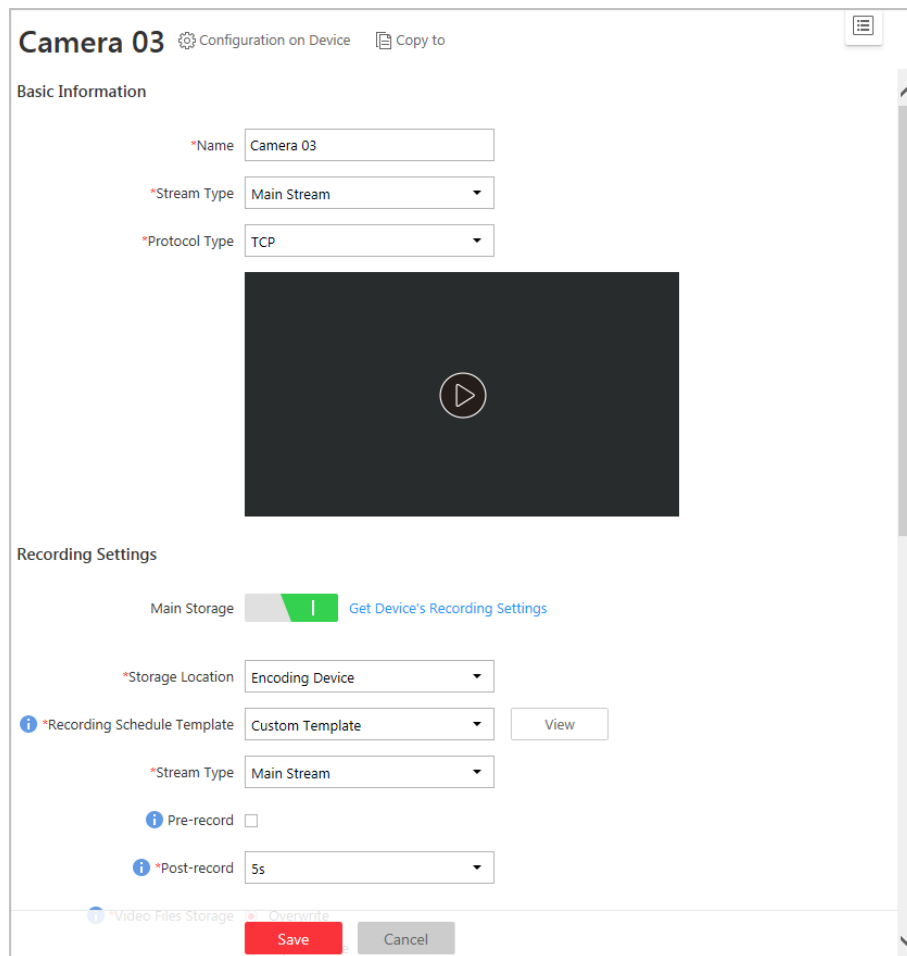 Camera 03 Configuration on Device Copy to
Basic Information
*Name Camera 03
*Stream Type Main Stream
*Protocol Type TCP
Recording Settings
Main Storage Get Device's Recording Settings
*Storage Location Encoding Device
*Recording Schedule Template Custom Template View
*Stream Type Main Stream
Pre-record
*Post-record 5s
*Video Files Storage Overwrite
Save Cancel